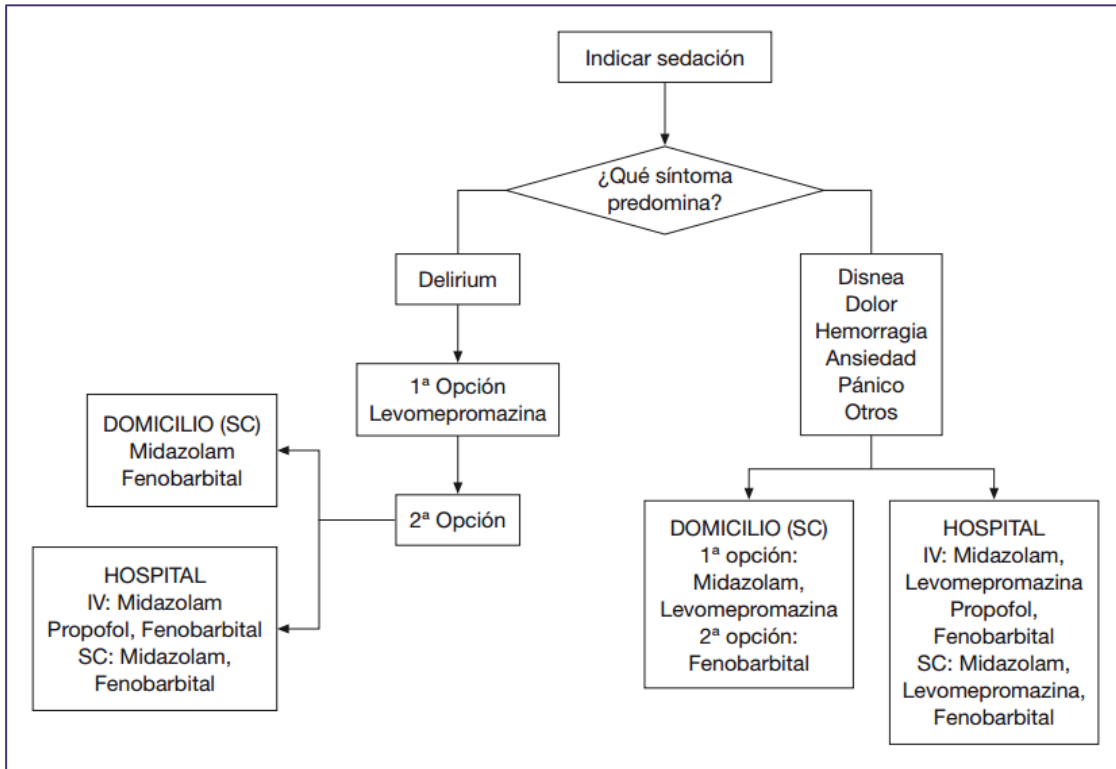 Indicar sedación
¿Qué síntoma
predomina?
Delirium
1ª Opción
Levomepromazina
2ª Opción
DOMICILIO (SC)
Midazolam
Fenobarbital
HOSPITAL
IV: Midazolam
Propofol, Fenobarbital
SC: Midazolam,
Fenobarbital
Disnea
Dolor
Hemorragia
Ansiedad
Pánico
Otros
DOMICILIO (SC)
1ª opción:
Midazolam,
Levomepromazina
2ª opción:
Fenobarbital
HOSPITAL
IV: Midazolam,
Levomepromazina
Propofol,
Fenobarbital
SC: Midazolam,
Levomepromazina,
Fenobarbital